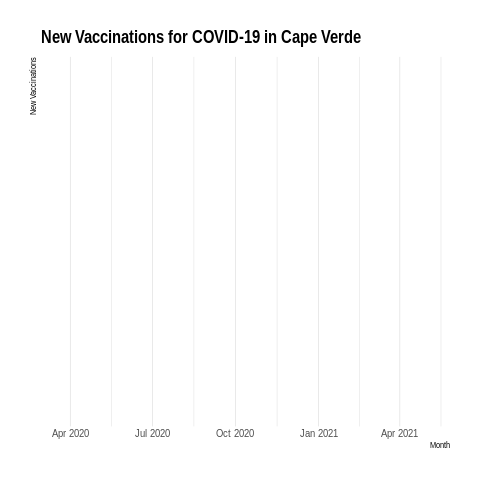 New Vaccinations for COVID-19 in Cape Verde
New Vaccinations
Apr 2020
Jul 2020
Oct 2020
Jan 2021
Apr 2021
Month